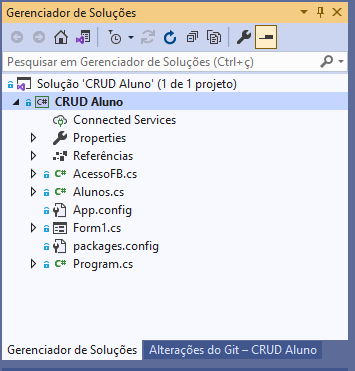 Gerenciador de Soluções
Pesquisar em Gerenciador de Soluções (Ctrl+ç)
Solução 'CRUD Aluno' (1 de 1 projeto)
C# CRUD Aluno
Connected Services
Properties
Referências
C# AcessoFB.cs
C# Alunos.cs
App.config
Form1.cs
packages.config
C# Program.cs
Gerenciador de Soluções Alterações do Git – CRUD Aluno